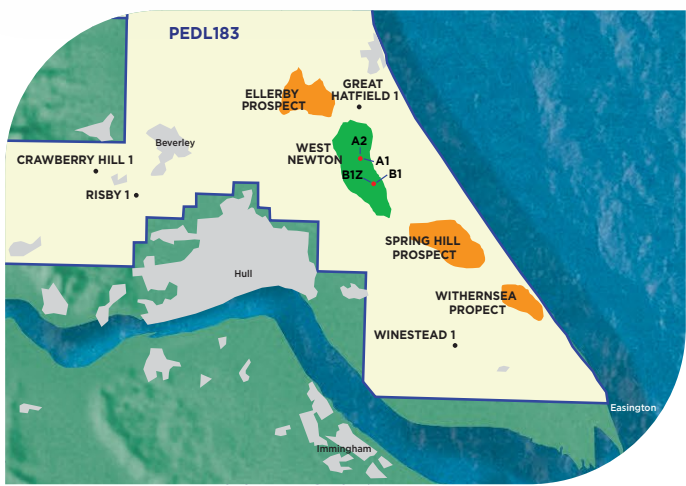 PEDL183
ELLERBY
PROSPECT
GREAT
HATFIELD 1
WEST
NEWTON
A2
A1
B1Z
B1
Beverley
CRAWBERRY HILL 1
RISBY 1
SPRING HILL
PROSPECT
Hull
WITHERNSEA
PROPECT
WINESTEAD 1
Easington
Immingham